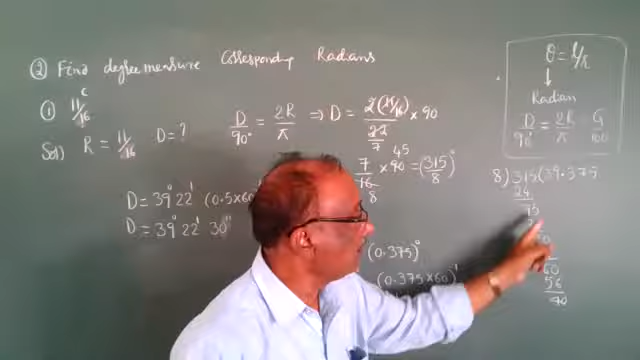 ② Find degree measure corresponding Radians
① 11/16 c
Sol) R = 11/16 D = ?
D/90° = 2R/π ⇒ D = 2(11/16)/(22/7) × 90
7/16 × 90 = (315/8)°
45
8
D = 39° 22' (0.5×60
D = 39° 22' 30"
(0.375)°
(0.375×60)'
θ = l/r
↓
Radian
D/90° = 2R/π = G/100
8) 315 (39.375
24
75
60
56
40